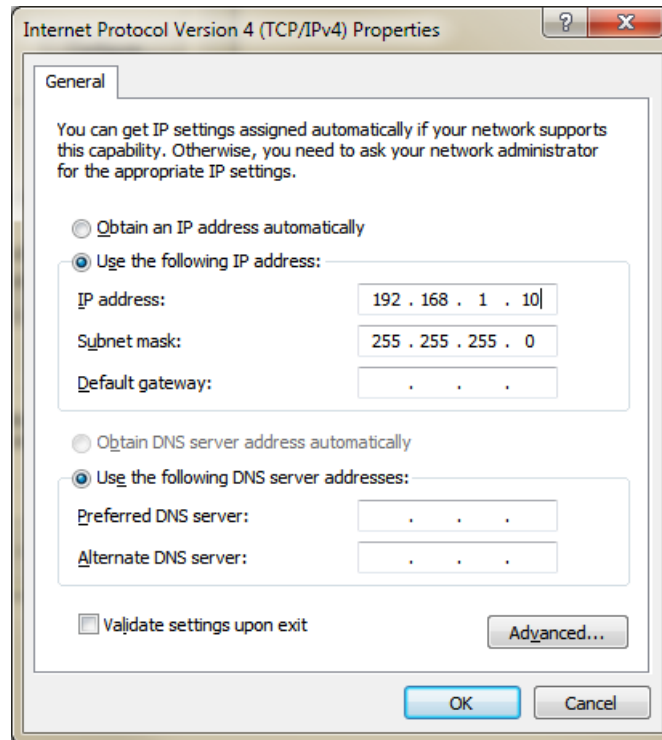 Internet Protocol Version 4 (TCP/IPv4) Properties
?
General
You can get IP settings assigned automatically if your network supports
this capability. Otherwise, you need to ask your network administrator
for the appropriate IP settings.
Obtain an IP address automatically
Use the following IP address:
IP address: 192 . 168 . 1 . 10
Subnet mask: 255 . 255 . 255 . 0
Default gateway: . . .
Obtain DNS server address automatically
Use the following DNS server addresses:
Preferred DNS server: . . .
Alternate DNS server: . . .
Validate settings upon exit
Advanced...
OK Cancel